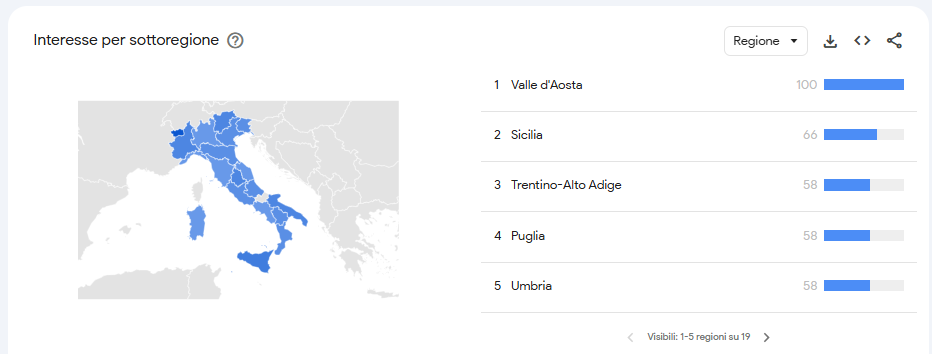 Interesse per sottoregione ?
Regione
1 Valle d'Aosta 100
2 Sicilia 66
3 Trentino-Alto Adige 58
4 Puglia 58
5 Umbria 58
Visibili: 1-5 regioni su 19